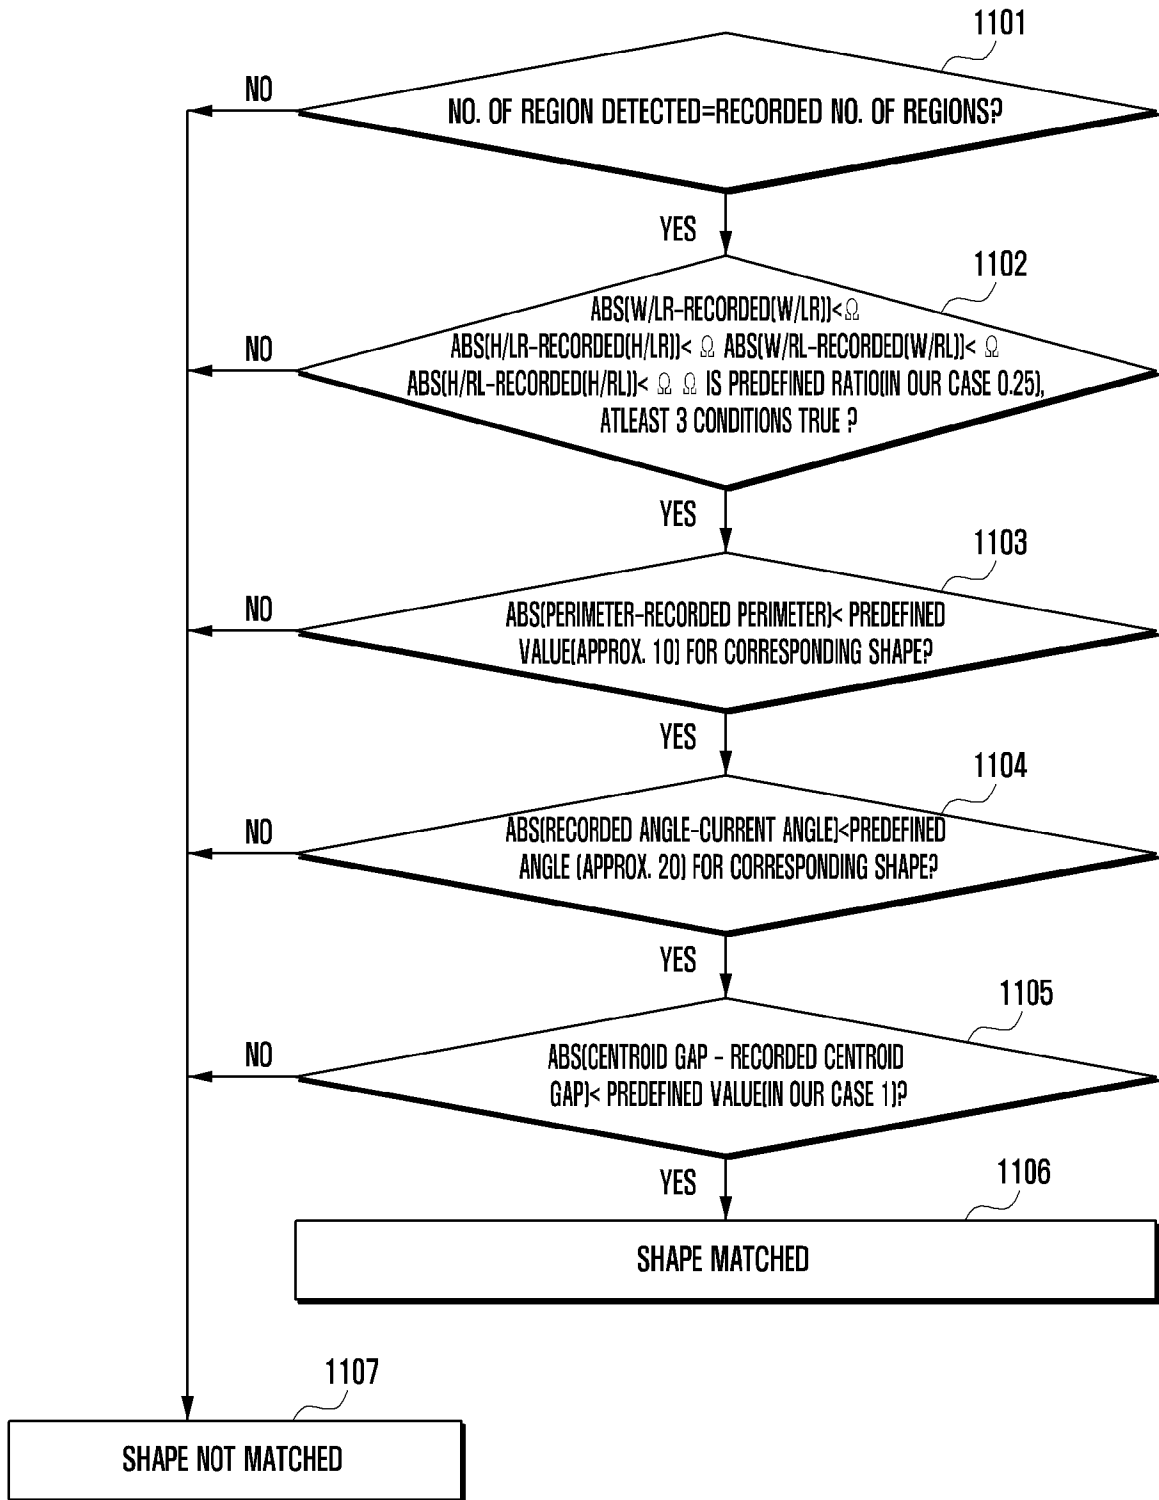 1101
NO
NO. OF REGION DETECTED=RECORDED NO. OF REGIONS?
YES
1102
ABS(W/LR-RECORDED(W/LR))<Ω
NO
ABS(H/LR-RECORDED(H/LR))< Ω ABS(W/RL-RECORDED(W/RL))< Ω
ABS(H/RL-RECORDED(H/RL))< Ω Ω IS PREDEFINED RATIO(IN OUR CASE 0.25),
ATLEAST 3 CONDITIONS TRUE ?
YES
1103
NO
ABS(PERIMETER-RECORDED PERIMETER)< PREDEFINED
VALUE(APPROX. 10) FOR CORRESPONDING SHAPE?
YES
1104
NO
ABS(RECORDED ANGLE-CURRENT ANGLE)<PREDEFINED
ANGLE (APPROX. 20) FOR CORRESPONDING SHAPE?
YES
1105
NO
ABS(CENTROID GAP - RECORDED CENTROID
GAP)< PREDEFINED VALUE(IN OUR CASE 1)?
YES
1106
SHAPE MATCHED
1107
SHAPE NOT MATCHED